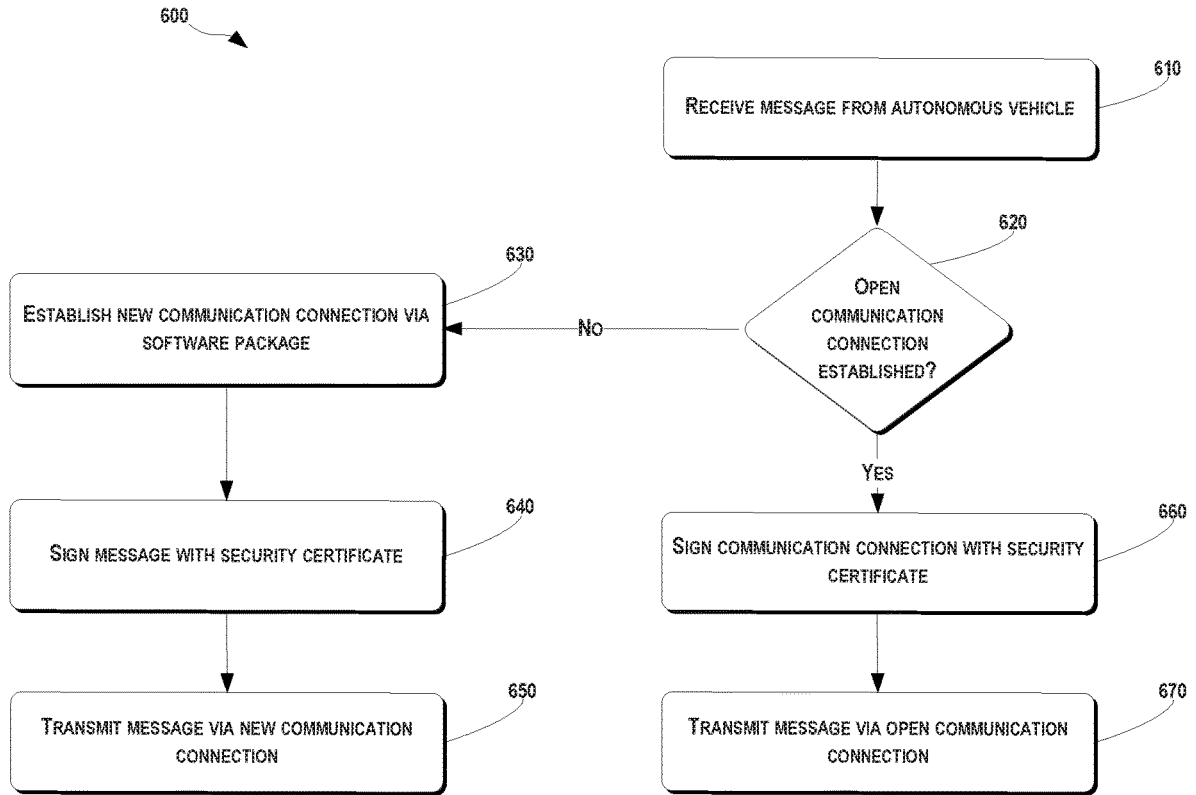 600
610
RECEIVE MESSAGE FROM AUTONOMOUS VEHICLE
620
OPEN
COMMUNICATION
CONNECTION
ESTABLISHED?
NO
630
ESTABLISH NEW COMMUNICATION CONNECTION VIA
SOFTWARE PACKAGE
640
SIGN MESSAGE WITH SECURITY CERTIFICATE
650
TRANSMIT MESSAGE VIA NEW COMMUNICATION
CONNECTION
YES
660
SIGN COMMUNICATION CONNECTION WITH SECURITY
CERTIFICATE
670
TRANSMIT MESSAGE VIA OPEN COMMUNICATION
CONNECTION